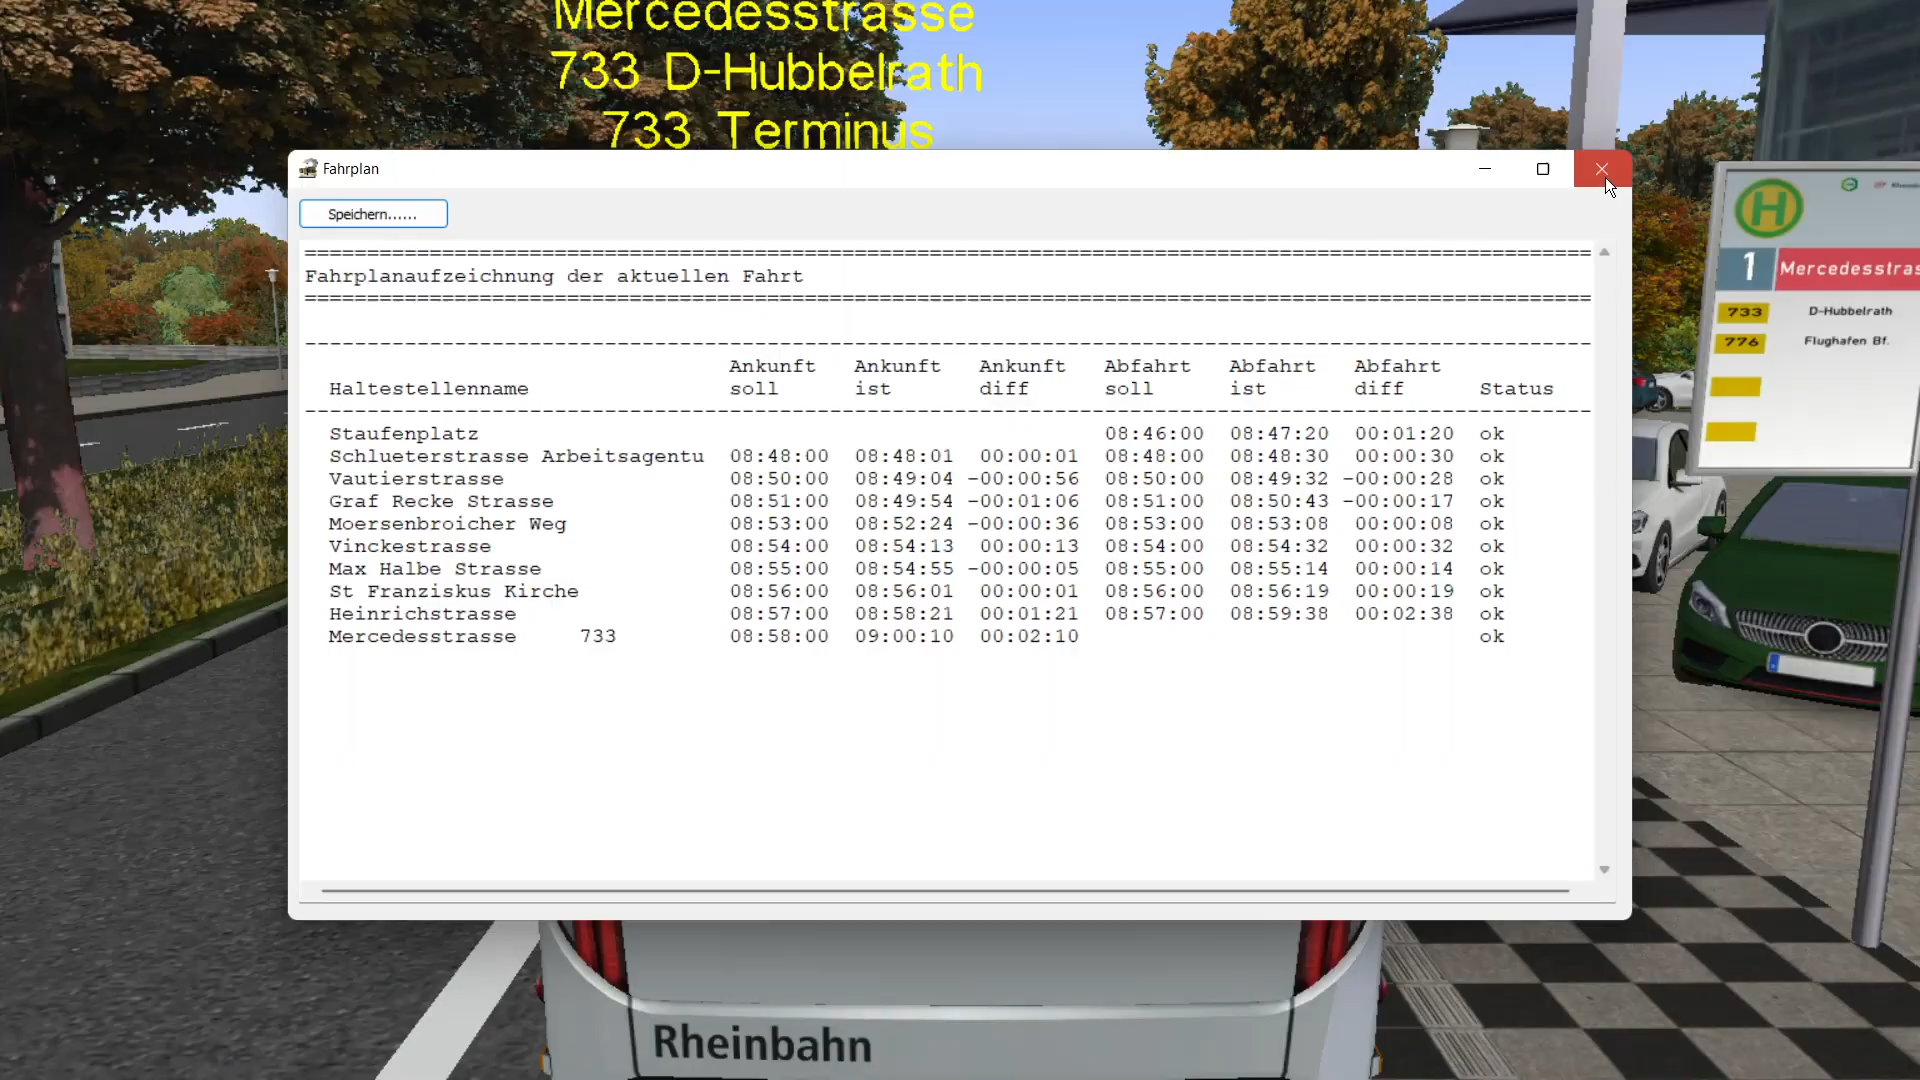 Mercedesstrasse
733 D-Hubbelrath
733 Terminus
Fahrplan
Speichern......
Fahrplanaufzeichnung der aktuellen Fahrt
Ankunft Ankunft Ankunft Abfahrt Abfahrt Abfahrt
Haltestellenname soll ist diff soll ist diff Status
Staufenplatz 08:46:00 08:47:20 00:01:20 ok
Schlueterstrasse Arbeitsagentu 08:48:00 08:48:01 00:00:01 08:48:00 08:48:30 00:00:30 ok
Vautierstrasse 08:50:00 08:49:04 -00:00:56 08:50:00 08:49:32 -00:00:28 ok
Graf Recke Strasse 08:51:00 08:49:54 -00:01:06 08:51:00 08:50:43 -00:00:17 ok
Moersenbroicher Weg 08:53:00 08:52:24 -00:00:36 08:53:00 08:53:08 00:00:08 ok
Vinckestrasse 08:54:00 08:54:13 00:00:13 08:54:00 08:54:32 00:00:32 ok
Max Halbe Strasse 08:55:00 08:54:55 -00:00:05 08:55:00 08:55:14 00:00:14 ok
St Franziskus Kirche 08:56:00 08:56:01 00:00:01 08:56:00 08:56:19 00:00:19 ok
Heinrichstrasse 08:57:00 08:58:21 00:01:21 08:57:00 08:59:38 00:02:38 ok
Mercedesstrasse 733 08:58:00 09:00:10 00:02:10 ok
H
1 Mercedesstras
733 D-Hubbelrath
776 Flughafen Bf.
Rheinbahn